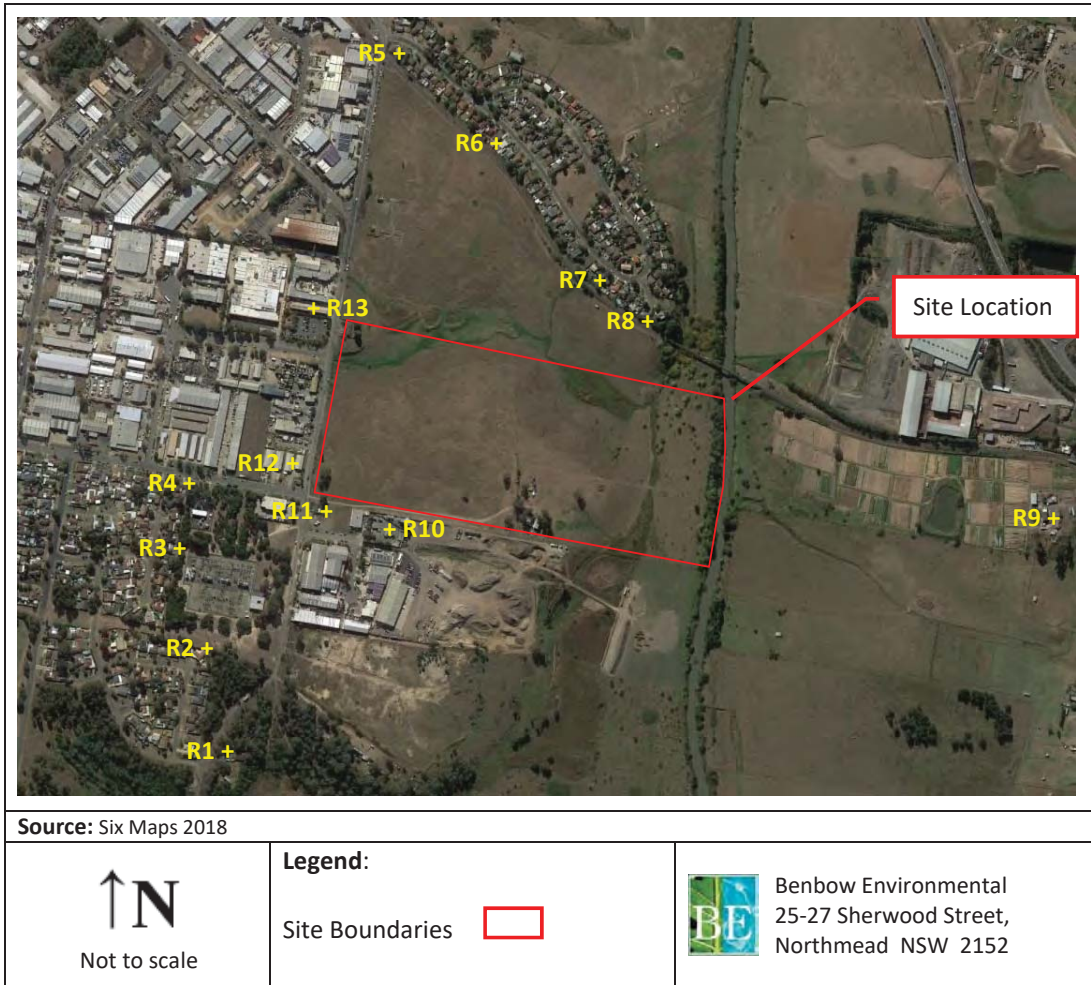 R5 +
R6 +
R7 +
+ R13
Site Location
R8 +
R12 +
R4 +
R11 +
+ R10
R9 +
R3 +
R2 +
R1 +
Source: Six Maps 2018
↑N
Not to scale
Legend:
Site Boundaries
BE
Benbow Environmental
25-27 Sherwood Street,
Northmead NSW 2152